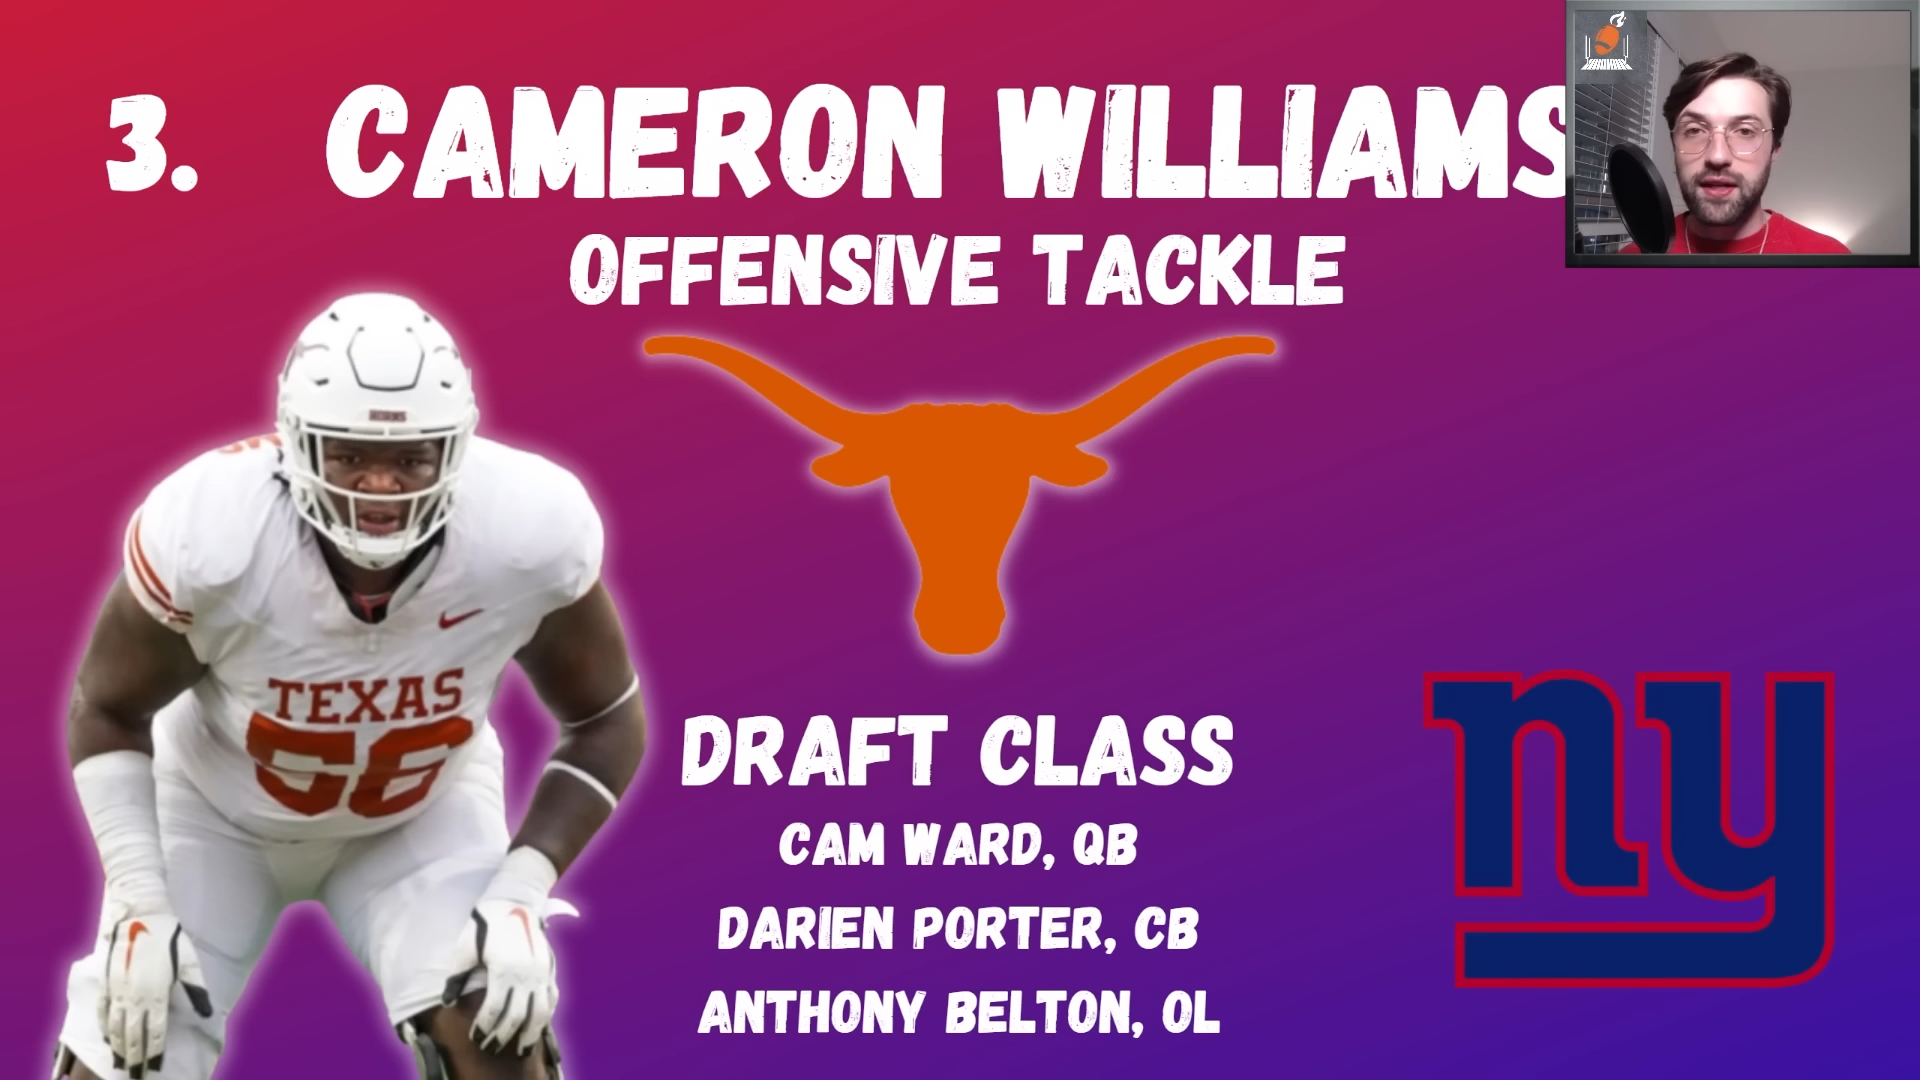 3. CAMERON WILLIAMS
OFFENSIVE TACKLE
TEXAS
56
DRAFT CLASS
CAM WARD, QB
DARIEN PORTER, CB
ANTHONY BELTON, OL
ny